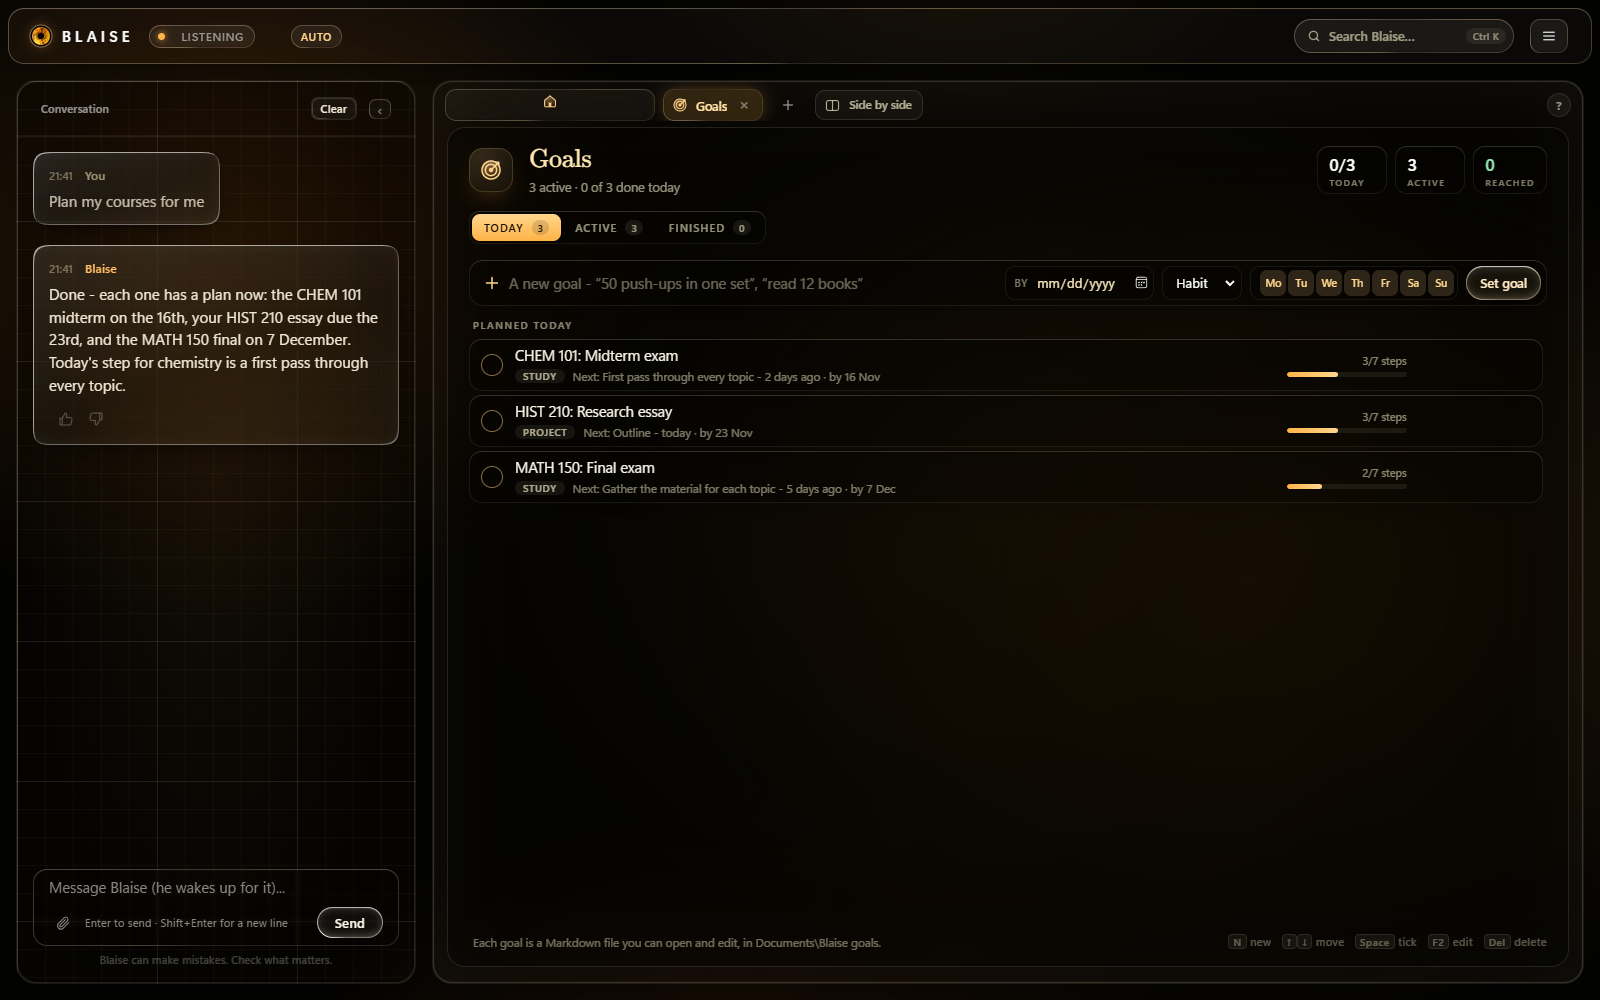 BLAISE
LISTENING
AUTO
Search Blaise...
Ctrl K
Conversation
Clear
21:41 You
Plan my courses for me
21:41 Blaise
Done - each one has a plan now: the CHEM 101
midterm on the 16th, your HIST 210 essay due the
23rd, and the MATH 150 final on 7 December.
Today's step for chemistry is a first pass through
every topic.
Message Blaise (he wakes up for it)...
Enter to send · Shift+Enter for a new line
Send
Blaise can make mistakes. Check what matters.
Goals
Side by side
?
Goals
3 active · 0 of 3 done today
0/3
TODAY
3
ACTIVE
0
REACHED
TODAY 3
ACTIVE 3
FINISHED 0
A new goal - “50 push-ups in one set”, “read 12 books”
BY mm/dd/yyyy
Habit
Mo Tu We Th Fr Sa Su
Set goal
PLANNED TODAY
CHEM 101: Midterm exam
STUDY Next: First pass through every topic - 2 days ago · by 16 Nov
3/7 steps
HIST 210: Research essay
PROJECT Next: Outline - today · by 23 Nov
3/7 steps
MATH 150: Final exam
STUDY Next: Gather the material for each topic - 5 days ago · by 7 Dec
2/7 steps
Each goal is a Markdown file you can open and edit, in Documents\Blaise goals.
N new ↑ ↓ move Space tick F2 edit Del delete